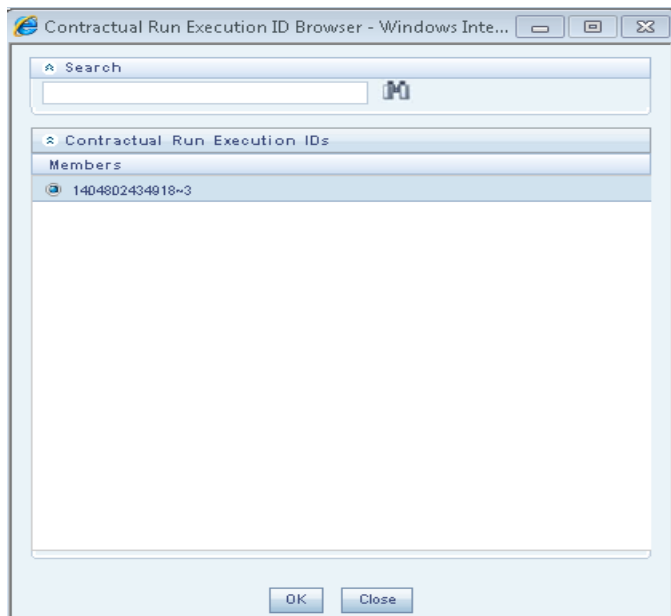 Contractual Run Execution ID Browser - Windows Inte...
Search
Contractual Run Execution IDs
Members
1404802434918~3
OK Close